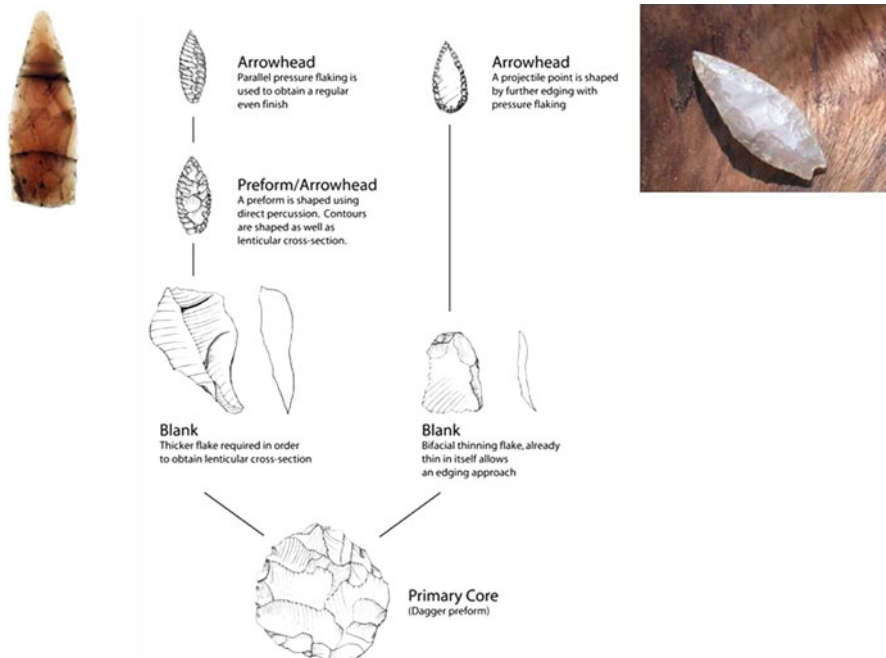 Arrowhead
Parallel pressure flaking is
used to obtain a regular
even finish
Arrowhead
A projectile point is shaped
by further edging with
pressure flaking
Preform/Arrowhead
A preform is shaped using
direct percussion. Contours
are shaped as well as
lenticular cross-section.
Blank
Thicker flake required in order
to obtain lenticular cross-section
Blank
Bifacial thinning flake, already
thin in itself allows
an edging approach
Primary Core
(Dagger preform)